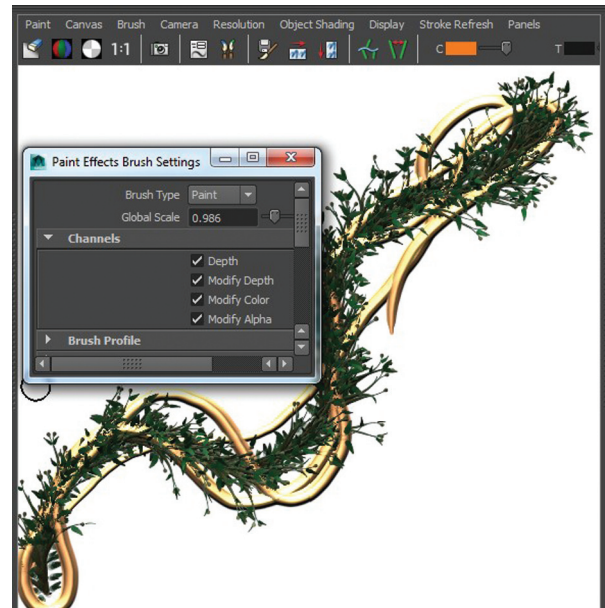 Paint Canvas Brush Camera Resolution Object Shading Display Stroke Refresh Panels
1:1 C T
Paint Effects Brush Settings
Brush Type Paint
Global Scale 0.986
Channels
Depth
Modify Depth
Modify Color
Modify Alpha
Brush Profile